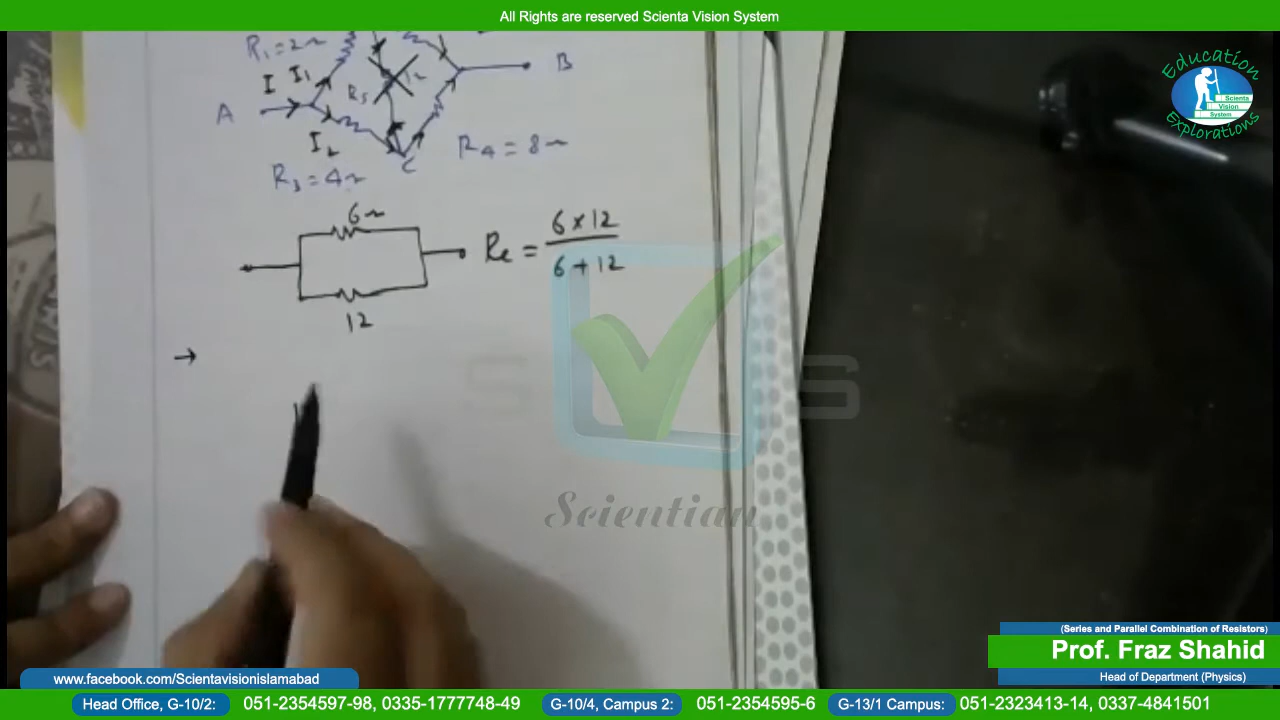 All Rights are reserved Scienta Vision System
Education
Scienta
Vision
System
Explorations
R1 = 2Ω
I I1
R5
A
B
I2
C
R4 = 8Ω
R3 = 4Ω
6Ω
Re = 6 × 12
6 + 12
12
→
S S
Scientian
(Series and Parallel Combination of Resistors)
Prof. Fraz Shahid
Head of Department (Physics)
www.facebook.com/Scientavisionislamabad
Head Office, G-10/2: 051-2354597-98, 0335-1777748-49 G-10/4, Campus 2: 051-2354595-6 G-13/1 Campus: 051-2323413-14, 0337-4841501